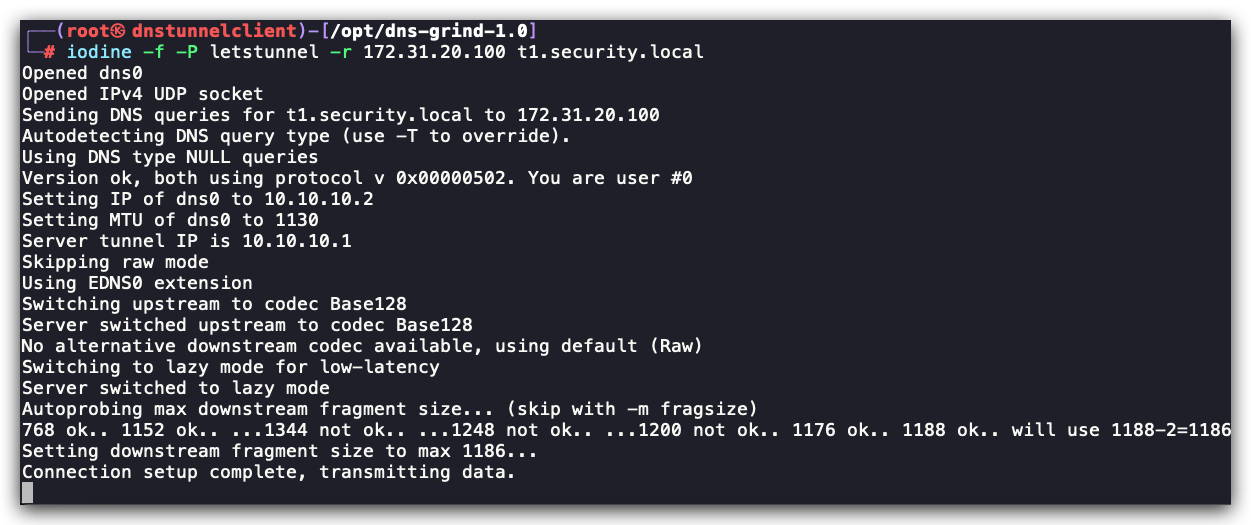 ┌──(root㉿dnstunnelclient)-[/opt/dns-grind-1.0]
└─# iodine -f -P letstunnel -r 172.31.20.100 t1.security.local
Opened dns0
Opened IPv4 UDP socket
Sending DNS queries for t1.security.local to 172.31.20.100
Autodetecting DNS query type (use -T to override).
Using DNS type NULL queries
Version ok, both using protocol v 0x00000502. You are user #0
Setting IP of dns0 to 10.10.10.2
Setting MTU of dns0 to 1130
Server tunnel IP is 10.10.10.1
Skipping raw mode
Using EDNS0 extension
Switching upstream to codec Base128
Server switched upstream to codec Base128
No alternative downstream codec available, using default (Raw)
Switching to lazy mode for low-latency
Server switched to lazy mode
Autoprobing max downstream fragment size... (skip with -m fragsize)
768 ok.. 1152 ok.. ...1344 not ok.. ...1248 not ok.. ...1200 not ok.. 1176 ok.. 1188 ok.. will use 1188-2=1186
Setting downstream fragment size to max 1186...
Connection setup complete, transmitting data.